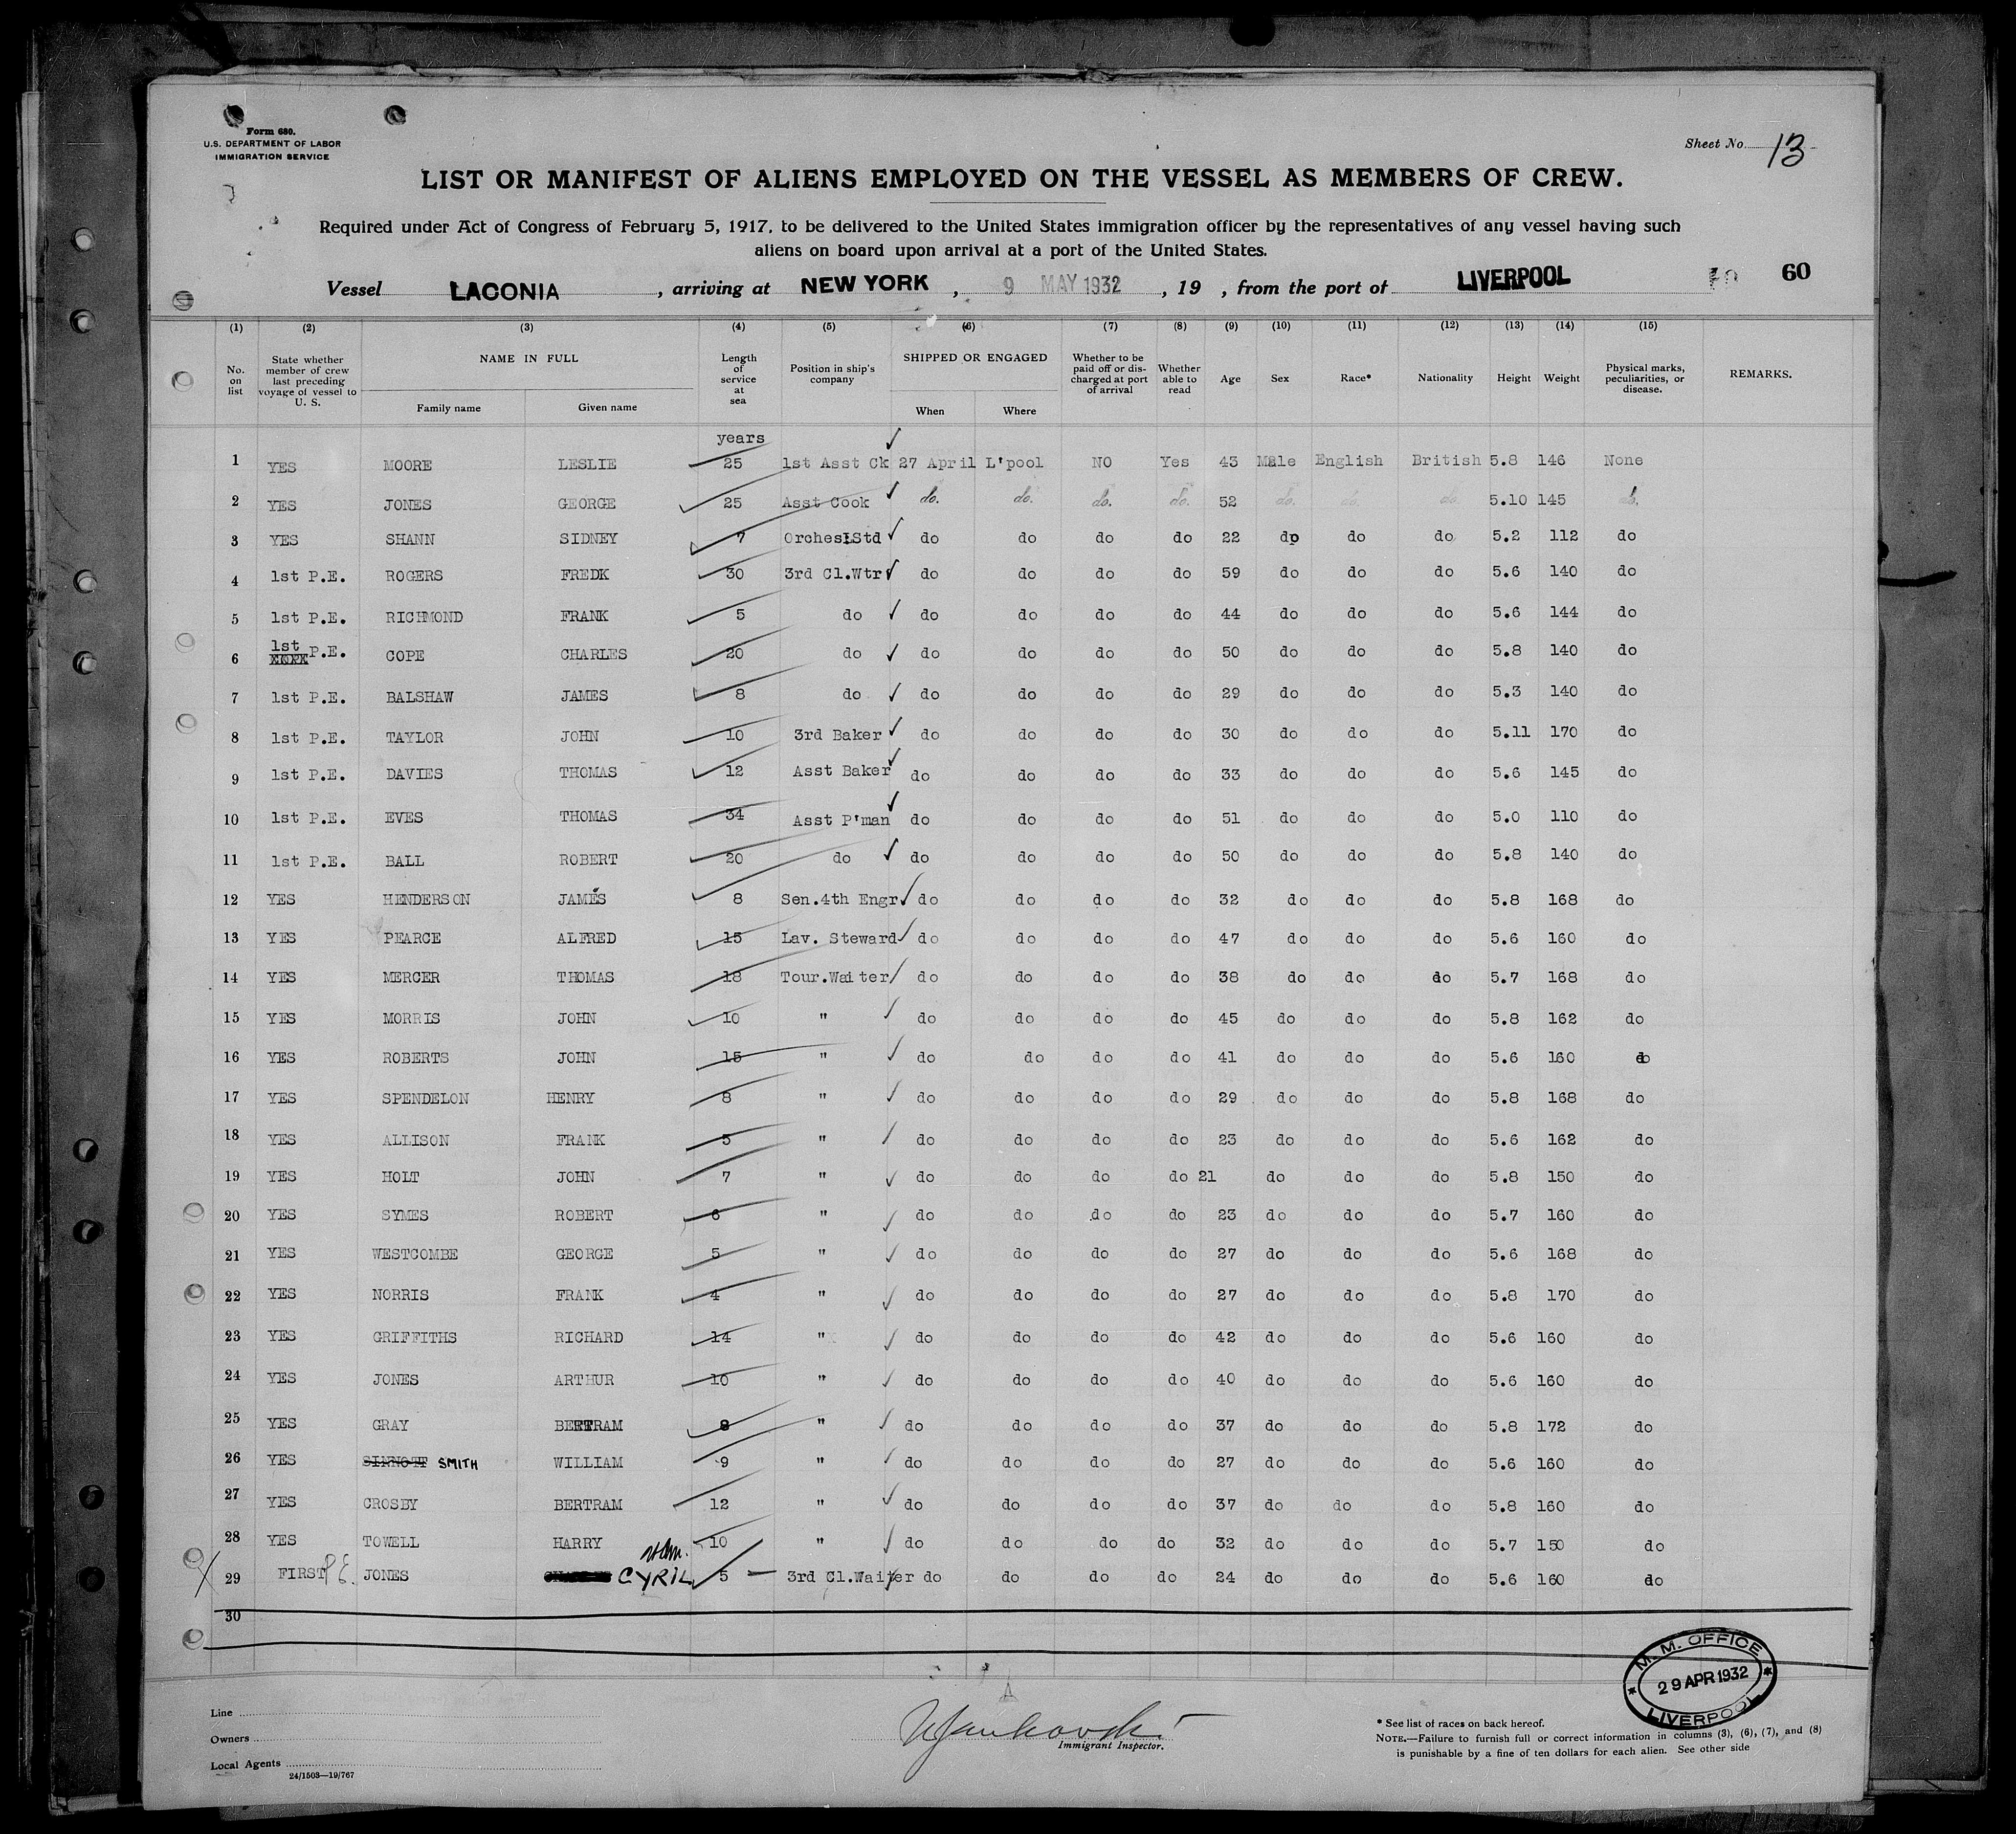 Form 680.
U.S. DEPARTMENT OF LABOR
IMMIGRATION SERVICE
Sheet No. 13
LIST OR MANIFEST OF ALIENS EMPLOYED ON THE VESSEL AS MEMBERS OF CREW.
Required under Act of Congress of February 5, 1917, to be delivered to the United States immigration officer by the representatives of any vessel having such
aliens on board upon arrival at a port of the United States.
Vessel LACONIA, arriving at NEW YORK, 9 MAY 1932, 19 , from the port of LIVERPOOL 60
(1) (2) (3) (4) (5) (6) (7) (8) (9) (10) (11) (12) (13) (14) (15)
No. on list State whether member of crew last preceding voyage of vessel to U. S. NAME IN FULL Family name Given name Length of service at sea Position in ship's company SHIPPED OR ENGAGED When Where Whether to be paid off or discharged at port of arrival Whether able to read Age Sex Race* Nationality Height Weight Physical marks, peculiarities, or disease. REMARKS.
years
1 YES MOORE LESLIE 25 1st Asst Ck 27 April L'pool NO Yes 43 Male English British 5.8 146 None
2 YES JONES GEORGE 25 Asst Cook do. do. do. do. 52 do. do. do 5.10 145 do.
3 YES SHANN SIDNEY 7 Orches.Std do do do do 22 do do do 5.2 112 do
4 1st P.E. ROGERS FREDK 30 3rd Cl.Wtr do do do do 59 do do do 5.6 140 do
5 1st P.E. RICHMOND FRANK 5 do do do do do 44 do do do 5.6 144 do
6 1st P.E. COPE CHARLES 20 do do do do do 50 do do do 5.8 140 do
7 1st P.E. BALSHAW JAMES 8 do do do do do 29 do do do 5.3 140 do
8 1st P.E. TAYLOR JOHN 10 3rd Baker do do do do 30 do do do 5.11 170 do
9 1st P.E. DAVIES THOMAS 12 Asst Baker do do do do 33 do do do 5.6 145 do
10 1st P.E. EVES THOMAS 34 Asst P'man do do do do 51 do do do 5.0 110 do
11 1st P.E. BALL ROBERT 20 do do do do do 50 do do do 5.8 140 do
12 YES HENDERSON JAMES 8 Sen.4th Engr do do do do 32 do do do 5.8 168 do
13 YES PEARCE ALFRED 15 Lav. Steward do do do do 47 do do do 5.6 160 do
14 YES MERCER THOMAS 18 Tour.Waiter do do do do 38 do do do 5.7 168 do
15 YES MORRIS JOHN 10 " do do do do 45 do do do 5.8 162 do
16 YES ROBERTS JOHN 15 " do do do do 41 do do do 5.6 160 do
17 YES SPENDELON HENRY 8 " do do do do 29 do do do 5.8 168 do
18 YES ALLISON FRANK 5 " do do do do 23 do do do 5.6 162 do
19 YES HOLT JOHN 7 " do do do do 21 do do do 5.8 150 do
20 YES SYMES ROBERT 6 " do do do do 23 do do do 5.7 160 do
21 YES WESTCOMBE GEORGE 5 " do do do do 27 do do do 5.6 168 do
22 YES NORRIS FRANK 4 " do do do do 27 do do do 5.8 170 do
23 YES GRIFFITHS RICHARD 14 " do do do do 42 do do do 5.6 160 do
24 YES JONES ARTHUR 10 " do do do do 40 do do do 5.6 160 do
25 YES GRAY BERTRAM 8 " do do do do 37 do do do 5.8 172 do
26 YES SINNOTT SMITH WILLIAM 9 " do do do do 27 do do do 5.6 160 do
27 YES CROSBY BERTRAM 12 " do do do do 37 do do do 5.8 160 do
28 YES TOWELL HARRY 10 " do do do do 32 do do do 5.7 150 do
29 FIRST P.E. JONES CYRIL 5 3rd Cl.Waiter do do do do 24 do do do 5.6 160 do
30
M. M. OFFICE
29 APR 1932
LIVERPOOL
Line
Owners
Local Agents
24/1503—19/767
Immigrant Inspector.
* See list of races on back hereof.
NOTE.—Failure to furnish full or correct information in columns (3), (6), (7), and (8)
is punishable by a fine of ten dollars for each alien. See other side